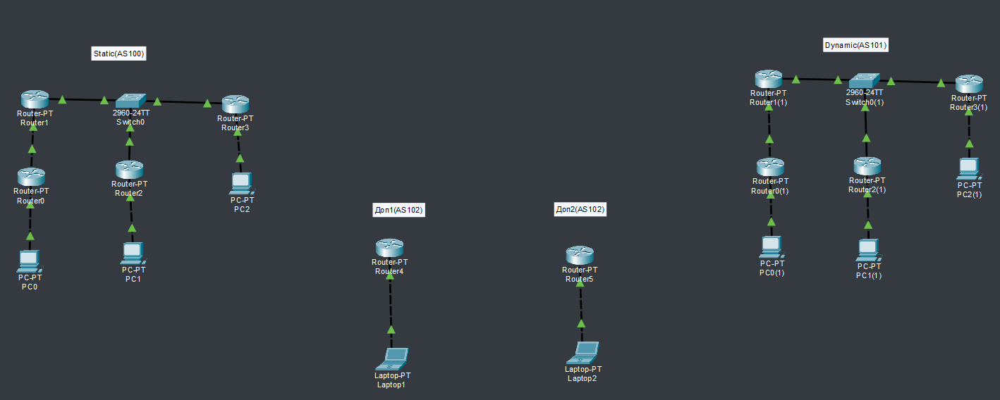 Static(AS100)
Dynamic(AS101)
Router-PT
Router1
2960-24TT
Switch0
Router-PT
Router3
Router-PT
Router1(1)
2960-24TT
Switch0(1)
Router-PT
Router3(1)
Router-PT
Router0
Router-PT
Router2
PC-PT
PC2
Router-PT
Router0(1)
Router-PT
Router2(1)
PC-PT
PC2(1)
Доп1(AS102)
Доп2(AS102)
PC-PT
PC0
PC-PT
PC1
Router-PT
Router4
Router-PT
Router5
PC-PT
PC0(1)
PC-PT
PC1(1)
Laptop-PT
Laptop1
Laptop-PT
Laptop2